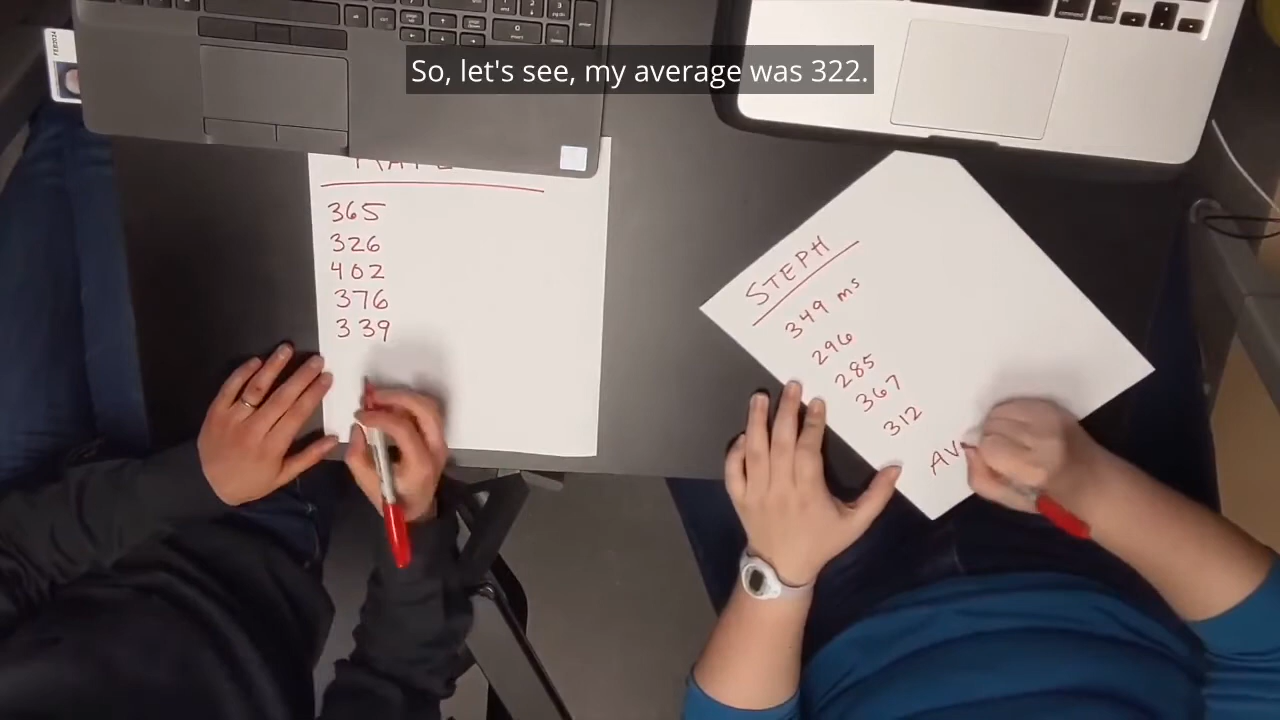 So, let's see, my average was 322.
365
326
402
376
339
STEPH
349 ms
296
285
367
312
AV